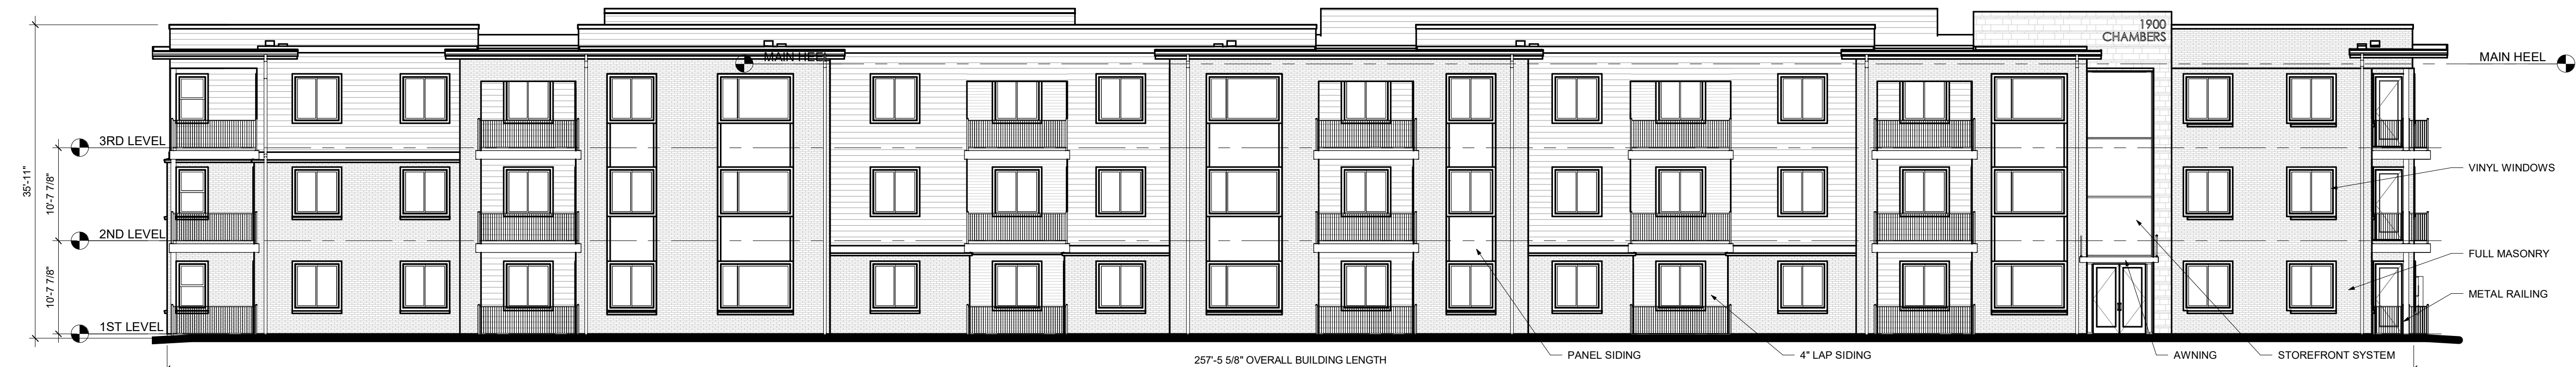 1900
CHAMBERS
MAIN HEEL
MAIN HEEL
3RD LEVEL
35'-11"
10'-7 7/8"
VINYL WINDOWS
2ND LEVEL
FULL MASONRY
10'-7 7/8"
METAL RAILING
1ST LEVEL
257'-5 5/8" OVERALL BUILDING LENGTH
PANEL SIDING
4" LAP SIDING
AWNING
STOREFRONT SYSTEM